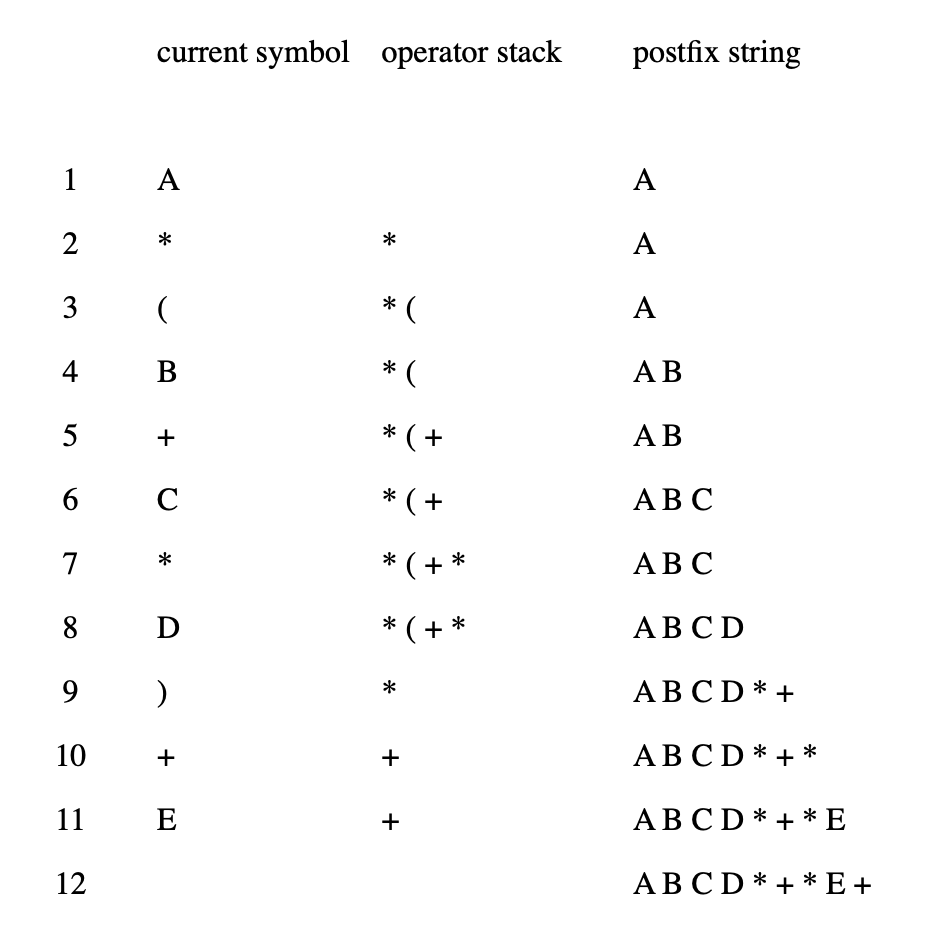 current symbol operator stack postfix string
1 A A
2 * * A
3 ( * ( A
4 B * ( A B
5 + * ( + A B
6 C * ( + A B C
7 * * ( + * A B C
8 D * ( + * A B C D
9 ) * A B C D * +
10 + + A B C D * + *
11 E + A B C D * + * E
12 A B C D * + * E +